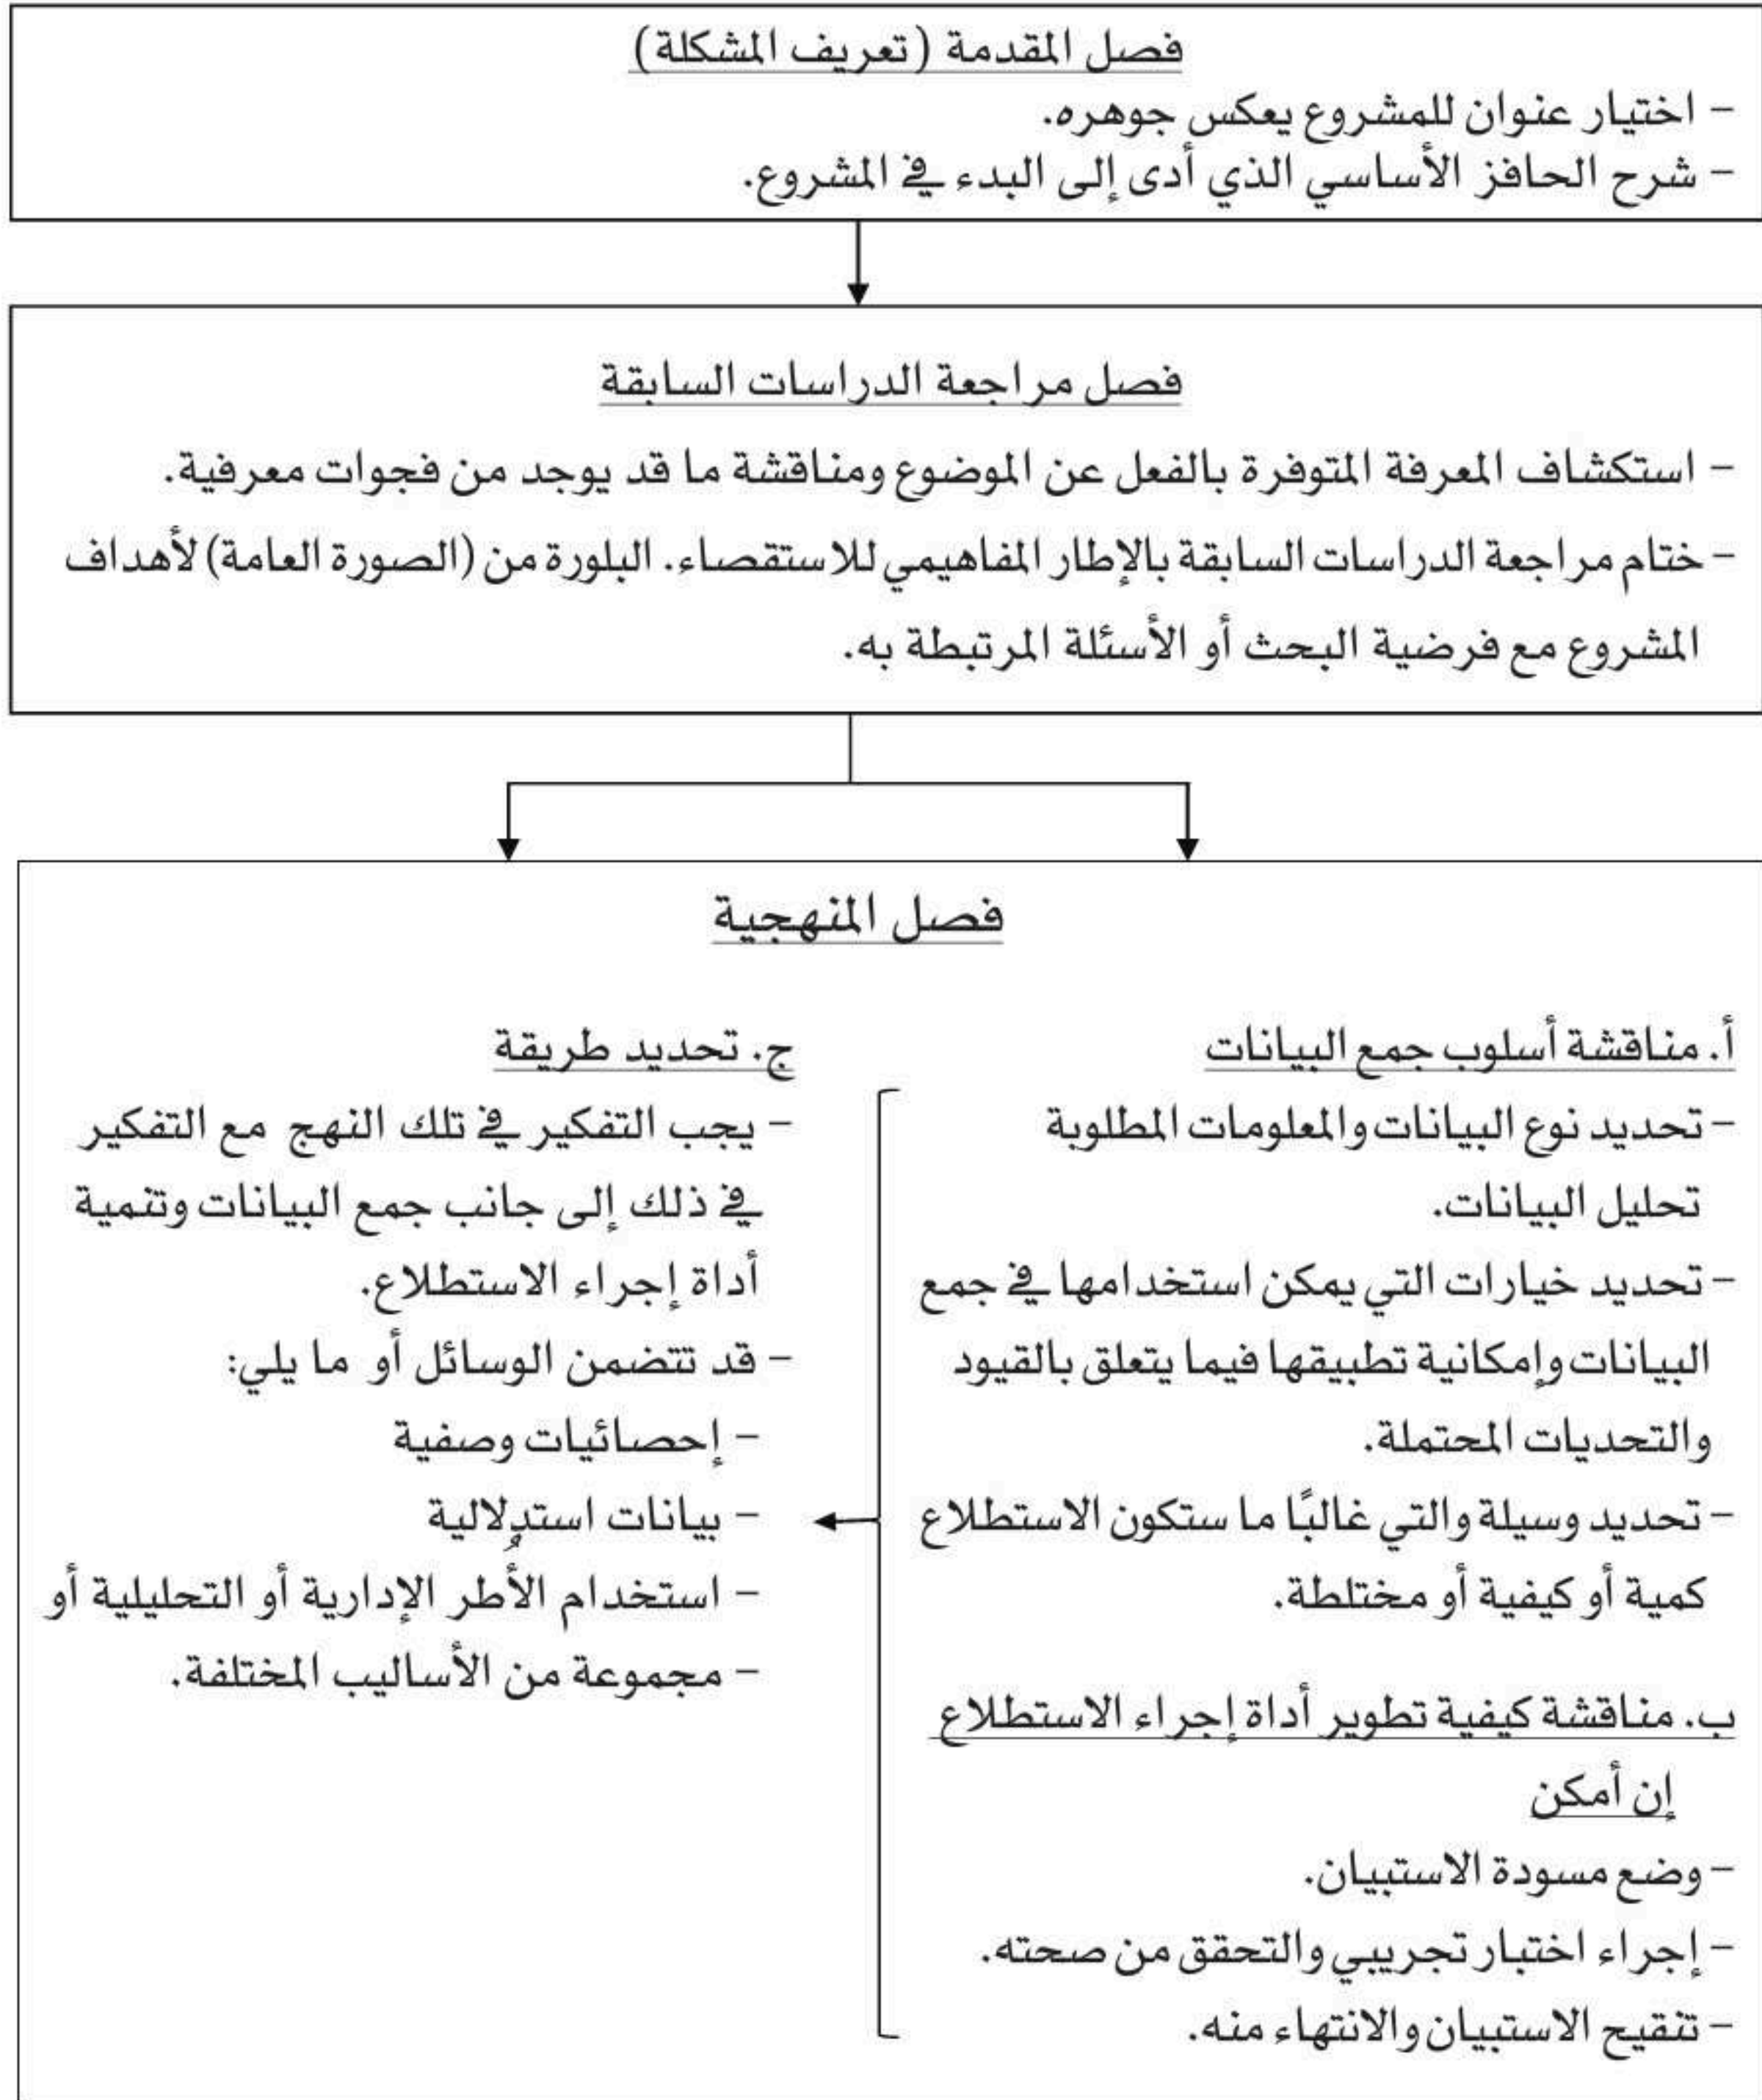 فصل المقدمة (تعريف المشكلة)
– اختيار عنوان للمشروع يعكس جوهره.
– شرح الحافز الأساسي الذي أدى إلى البدء في المشروع.
فصل مراجعة الدراسات السابقة
– استكشاف المعرفة المتوفرة بالفعل عن الموضوع ومناقشة ما قد يوجد من فجوات معرفية.
– ختام مراجعة الدراسات السابقة بالإطار المفاهيمي للاستقصاء. البلورة من (الصورة العامة) لأهداف
المشروع مع فرضية البحث أو الأسئلة المرتبطة به.
فصل المنهجية
أ. مناقشة أسلوب جمع البيانات
– تحديد نوع البيانات والمعلومات المطلوبة
تحليل البيانات.
– تحديد خيارات التي يمكن استخدامها في جمع
البيانات وإمكانية تطبيقها فيما يتعلق بالقيود
والتحديات المحتملة.
– تحديد وسيلة والتي غالبًا ما ستكون الاستطلاع
كمية أو كيفية أو مختلطة.
ب. مناقشة كيفية تطوير أداة إجراء الاستطلاع
إن أمكن
– وضع مسودة الاستبيان.
– إجراء اختبار تجريبي والتحقق من صحته.
– تنقيح الاستبيان والانتهاء منه.
ج. تحديد طريقة
– يجب التفكير في تلك النهج مع التفكير
في ذلك إلى جانب جمع البيانات وتنمية
أداة إجراء الاستطلاع.
– قد تتضمن الوسائل أو ما يلي:
– إحصائيات وصفية
– بيانات استدلالية
– استخدام الأُطر الإدارية أو التحليلية أو
– مجموعة من الأساليب المختلفة.